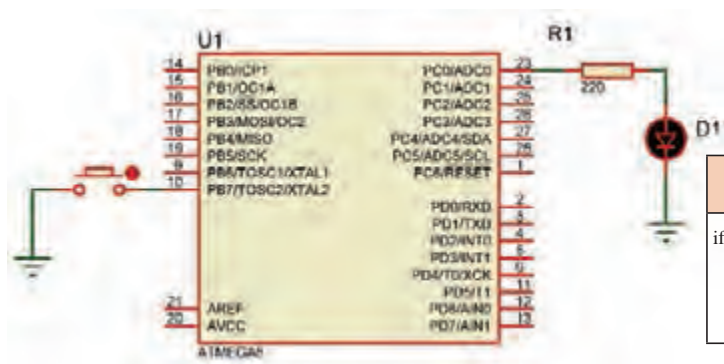 U1
R1
14 PB0/ICP1
15 PB1/OC1A
16 PB2/SS/OC1B
17 PB3/MOSI/OC2
18 PB4/MISO
19 PB5/SCK
9 PB6/TOSC1/XTAL1
10 PB7/TOSC2/XTAL2
21 AREF
20 AVCC
PC0/ADC0 23
PC1/ADC1 24
PC2/ADC2 25
PC3/ADC3 26
PC4/ADC4/SDA 27
PC5/ADC5/SCL 28
PC6/RESET 1
PD0/RXD 2
PD1/TXD 3
PD2/INT0 4
PD3/INT1 5
PD4/T0/XCK 6
PD5/T1 11
PD6/AIN0 12
PD7/AIN1 13
220
D1
if
ATMEGA8